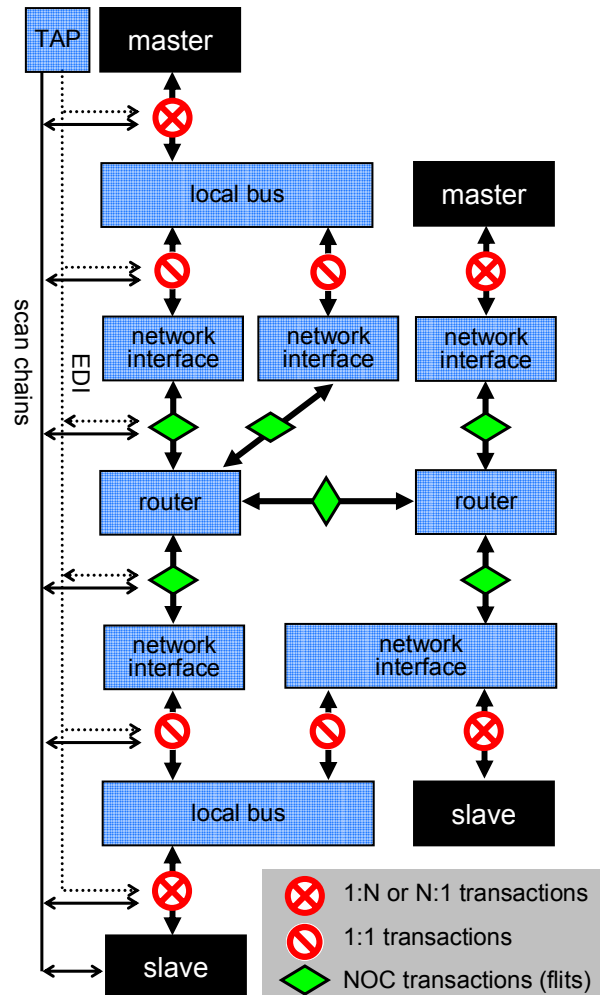 TAP
master
local bus
master
scan chains
EDI
network
interface
network
interface
network
interface
router
router
network
interface
network
interface
local bus
slave
slave
1:N or N:1 transactions
1:1 transactions
NOC transactions (flits)